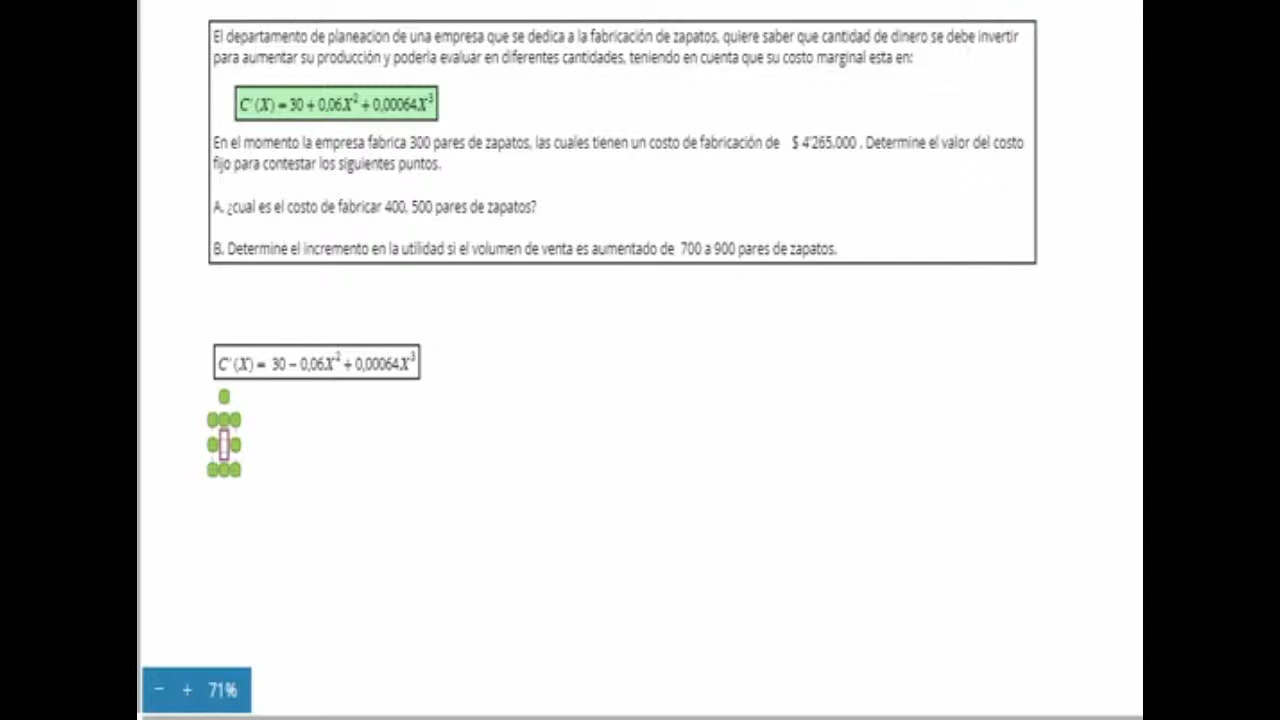 El departamento de planeacion de una empresa que se dedica a la fabricación de zapatos, quiere saber que cantidad de dinero se debe invertir
para aumentar su producción y poderla evaluar en diferentes cantidades, teniendo en cuenta que su costo marginal esta en:
C'(X) = 30 + 0,06X² + 0,00064X³
En el momento la empresa fabrica 300 pares de zapatos, las cuales tienen un costo de fabricación de $ 4'265.000 . Determine el valor del costo
fijo para contestar los siguientes puntos.
A. ¿cual es el costo de fabricar 400, 500 pares de zapatos?
B. Determine el incremento en la utilidad si el volumen de venta es aumentado de 700 a 900 pares de zapatos.
C'(X) = 30 − 0,06X² + 0,00064X³
− + 71%